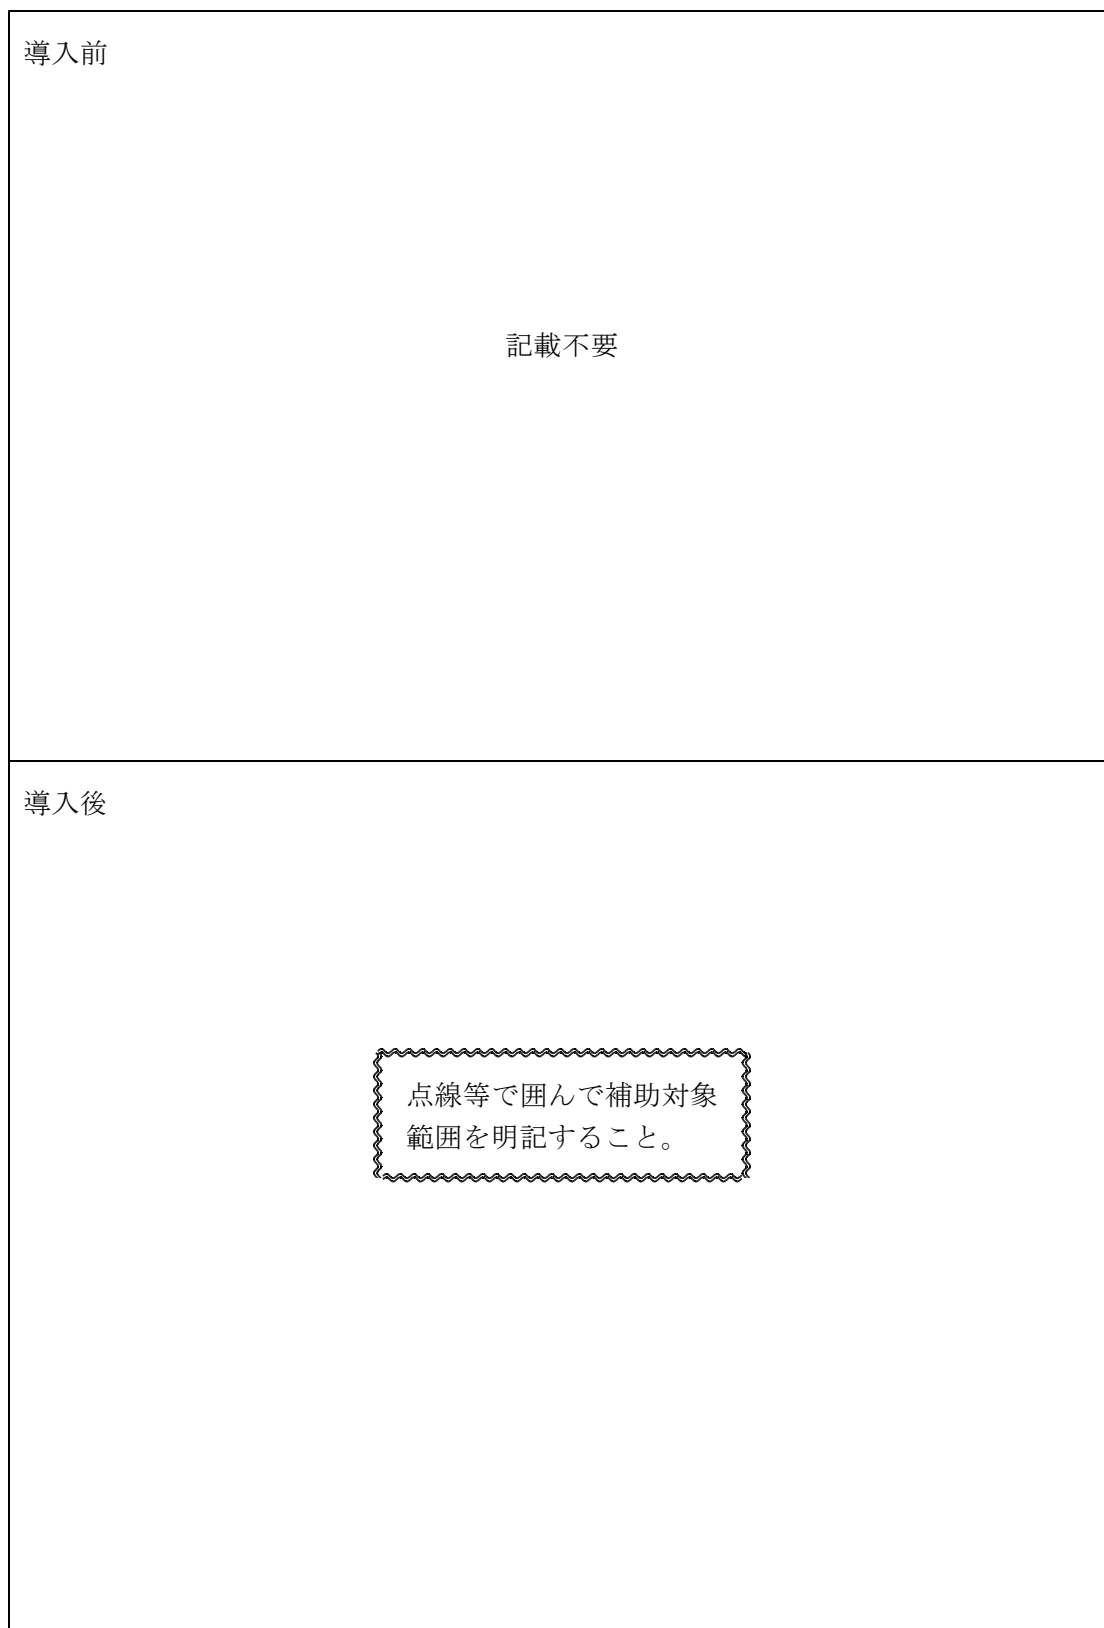 導入前
記載不要
導入後
点線等で囲んで補助対象
範囲を明記すること。